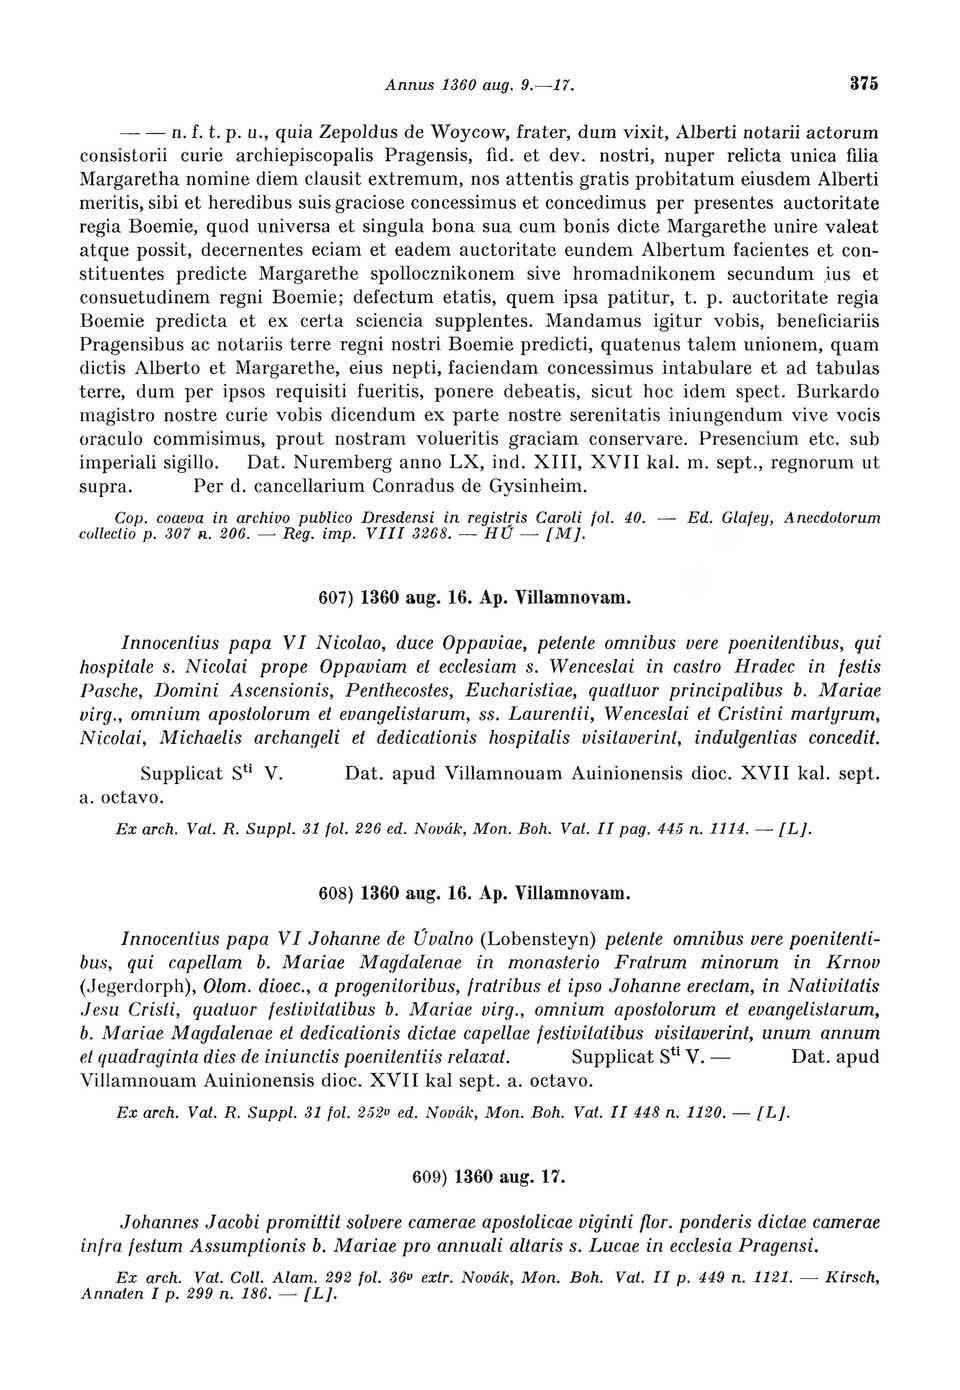 Annus 1360 aug. 9.—17. 375
— — n. f. t. p. u., quia Zepoldus de Woycow, frater, dum vixit, Alberti notarii actorum
consistorii curie archiepiscopalis Pragensis, fid. et dev. nostri, nuper relicta unica filia
Margaretha nomine diem clausit extremum, nos attentis gratis probitatum eiusdem Alberti
meritis, sibi et heredibus suis graciose concessimus et concedimus per presentes auctoritate
regia Boemie, quod universa et singula bona sua cum bonis dicte Margarethe unire valeat
atque possit, decernentes eciam et eadem auctoritate eundem Albertum facientes et con-
stituentes predicte Margarethe spollocznikonem sive hromadnikonem secundum ius et
consuetudinem regni Boemie; defectum etatis, quem ipsa patitur, t. p. auctoritate regia
Boemie predicta et ex certa sciencia supplentes. Mandamus igitur vobis, beneficiariis
Pragensibus ac notariis terre regni nostri Boemie predicti, quatenus talem unionem, quam
dictis Alberto et Margarethe, eius nepti, faciendam concessimus intabulare et ad tabulas
terre, dum per ipsos requisiti fueritis, ponere debeatis, sicut hoc idem spect. Burkardo
magistro nostre curie vobis dicendum ex parte nostre serenitatis iniungendum vive vocis
oraculo commisimus, prout nostram volueritis graciam conservare. Presencium etc. sub
imperiali sigillo. Dat. Nuremberg anno LX, ind. XIII, XVII kal. m. sept., regnorum ut
supra. Per d. cancellarium Conradus de Gysinheim.
Cop. coaeva in archivo publico Dresdensi in registris Caroli fol. 40. — Ed. Glafey, Anecdotorum
collectio p. 307 n. 206. — Reg. imp. VIII 3268. — HÚ — [M].
607) 1360 aug. 16. Ap. Villamnovam.
Innocentius papa VI Nicolao, duce Oppaviae, petente omnibus vere poenitentibus, qui
hospitale s. Nicolai prope Oppaviam et ecclesiam s. Wenceslai in castro Hradec in festis
Pasche, Domini Ascensionis, Penthecostes, Eucharistiae, quattuor principalibus b. Mariae
virg., omnium apostolorum et evangelistarum, ss. Laurentii, Wenceslai et Cristini martyrum,
Nicolai, Michaelis archangeli et dedicationis hospitalis visitaverint, indulgentias concedit.
Supplicat Sti V. Dat. apud Villamnouam Auinionensis dioc. XVII kal. sept.
a. octavo.
Ex arch. Vat. R. Suppl. 31 fol. 226 ed. Novák, Mon. Boh. Vat. II pag. 445 n. 1114. — [L].
608) 1360 aug. 16. Ap. Villamnovam.
Innocentius papa VI Johanne de Úvalno (Lobensteyn) petente omnibus vere poenitenti-
bus, qui capellam b. Mariae Magdalenae in monasterio Fratrum minorum in Krnov
(Jegerdorph), Olom. dioec., a progenitoribus, fratribus et ipso Johanne erectam, in Nativitatis
Jesu Cristi, quatuor festivitatibus b. Mariae virg., omnium apostolorum et evangelistarum,
b. Mariae Magdalenae et dedicationis dictae capellae festivitatibus visitaverint, unum annum
et quadraginta dies de iniunctis poenitentiis relaxat. Supplicat Sti V. — Dat. apud
Villamnouam Auinionensis dioc. XVII kal sept. a. octavo.
Ex arch. Vat. R. Suppl. 31 fol. 252v ed. Novák, Mon. Boh. Vat. II 448 n. 1120. — [L].
609) 1360 aug. 17.
Johannes Jacobi promittit solvere camerae apostolicae viginti flor. ponderis dictae camerae
infra festum Assumptionis b. Mariae pro annuali altaris s. Lucae in ecclesia Pragensi.
Ex arch. Vat. Coll. Alam. 292 fol. 36v extr. Novák, Mon. Boh. Vat. II p. 449 n. 1121. — Kirsch,
Annaten I p. 299 n. 186. — [L].